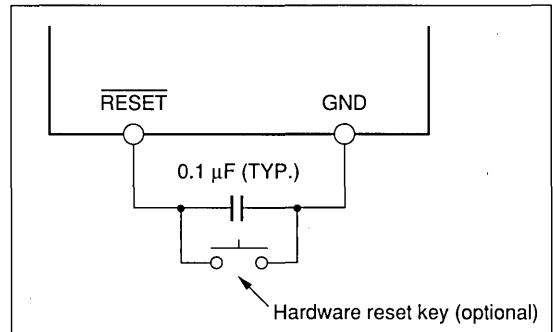 RESET GND
0.1 µF (TYP.)
Hardware reset key (optional)